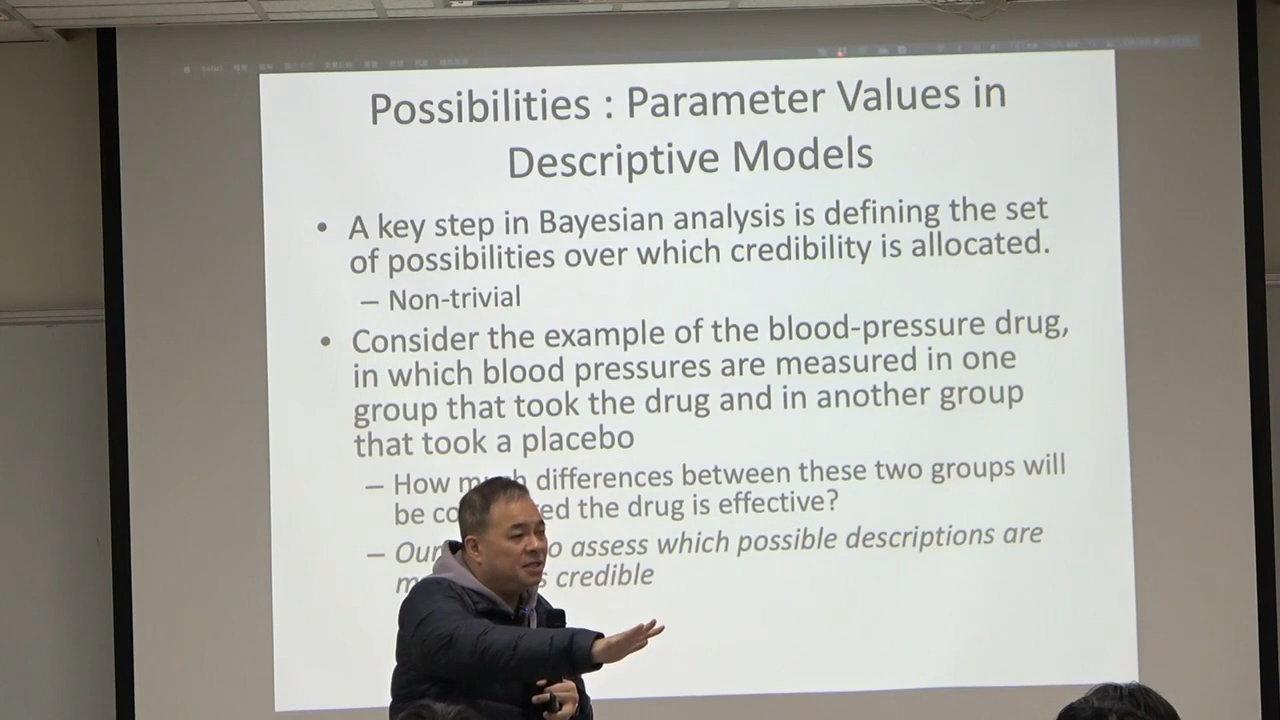 Possibilities : Parameter Values in
Descriptive Models
• A key step in Bayesian analysis is defining the set
of possibilities over which credibility is allocated.
– Non-trivial
• Consider the example of the blood-pressure drug,
in which blood pressures are measured in one
group that took the drug and in another group
that took a placebo
– How differences between these two groups will
be the drug is effective?
– Our assess which possible descriptions are
credible